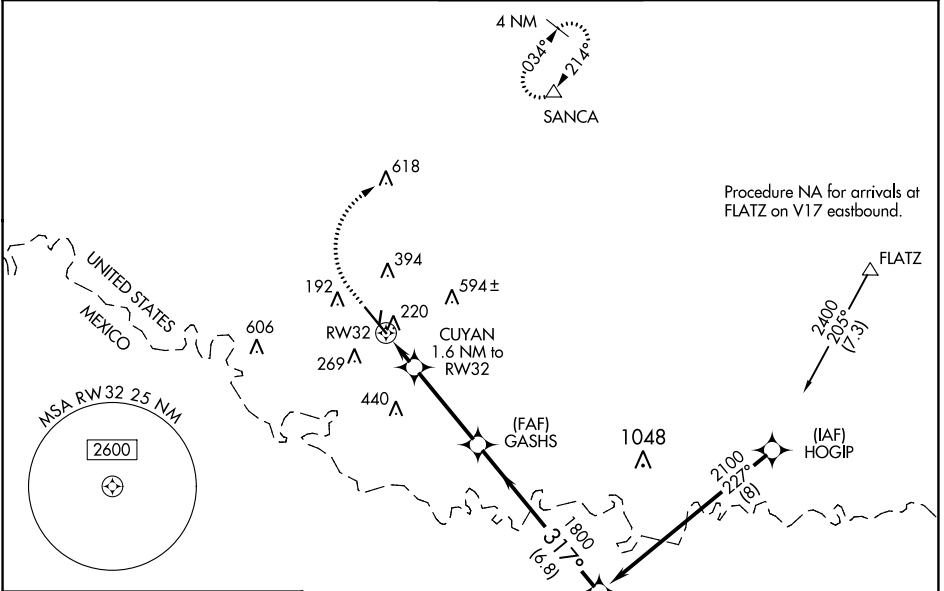 4 NM
034°
214°
SANCA
618
Procedure NA for arrivals at
FLATZ on V17 eastbound.
FLATZ
2400
205°
(7.3)
394
594±
192
220
UNITED STATES
MEXICO
606
RW32
CUYAN
1.6 NM to
RW32
269
440
MSA RW32 25 NM
2600
(FAF)
GASHS
1048
(IAF)
HOGIP
2100
227°
(8)
1800
317°
(6.8)